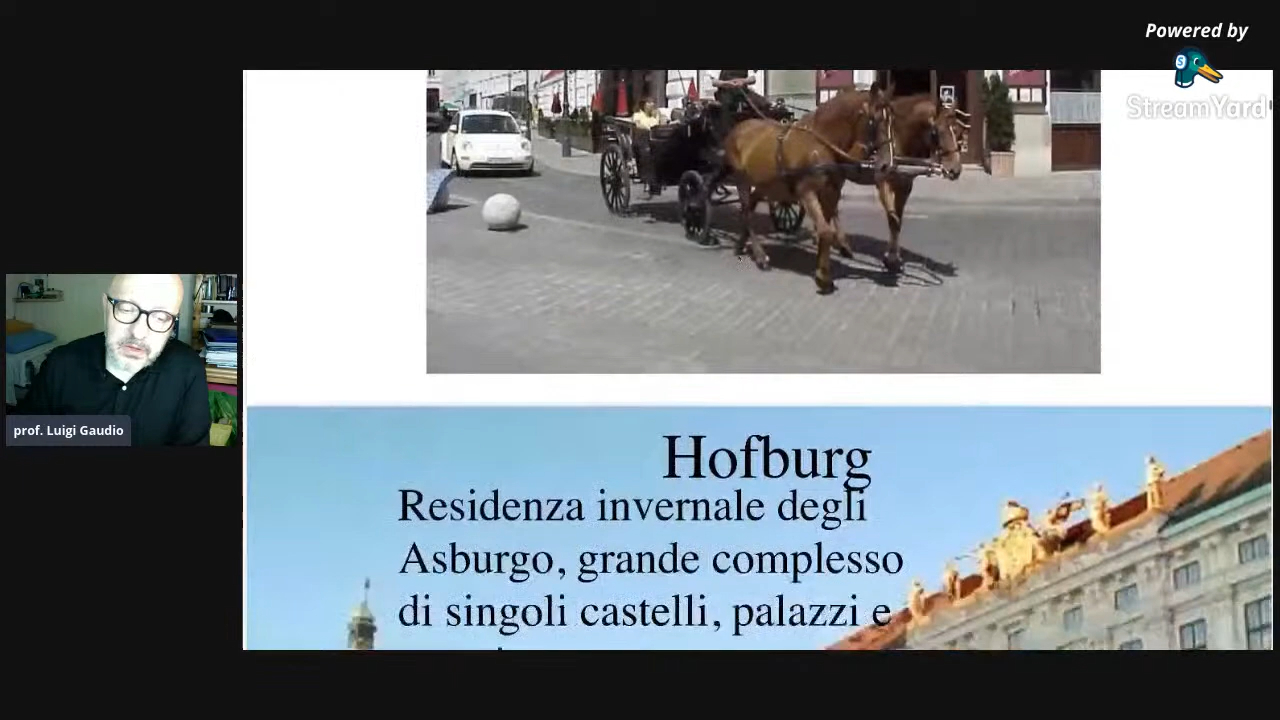 Powered by
StreamYard
prof. Luigi Gaudio
Hofburg
Residenza invernale degli
Asburgo, grande complesso
di singoli castelli, palazzi e